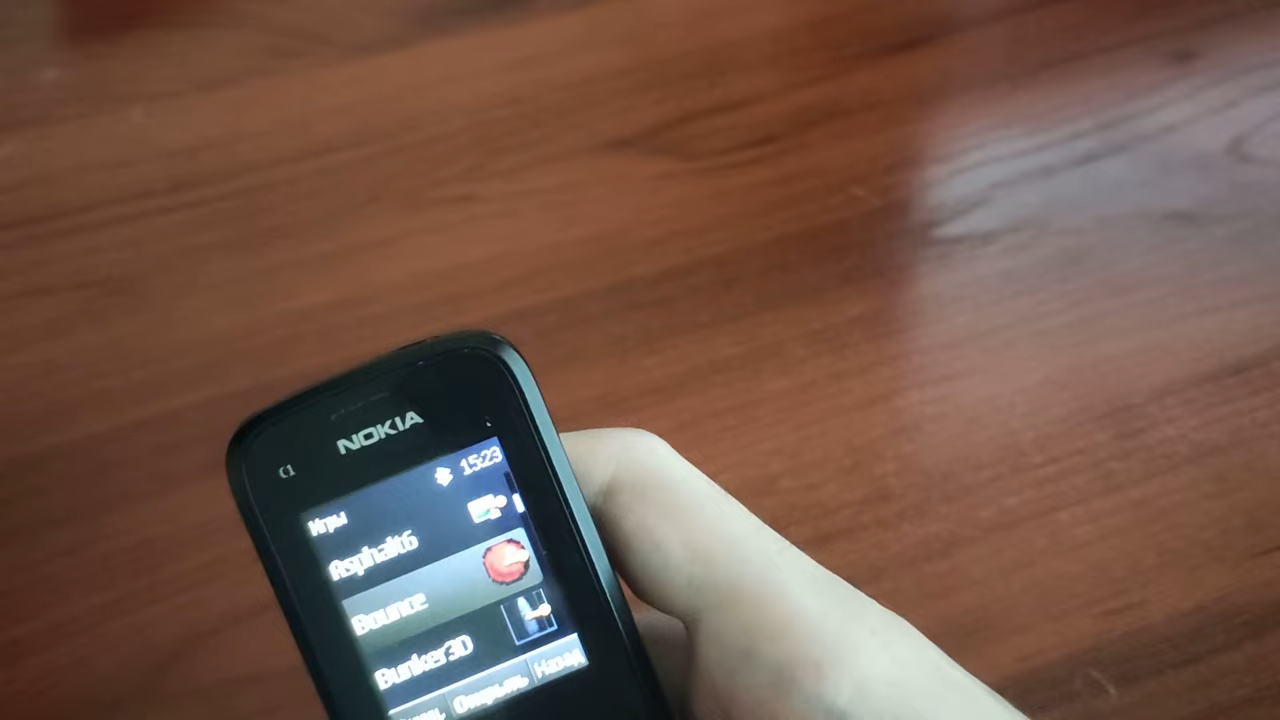 NOKIA
C1
15:23
Игры
Asphalt6
Bounce
Bunker3D
Открыть Назад